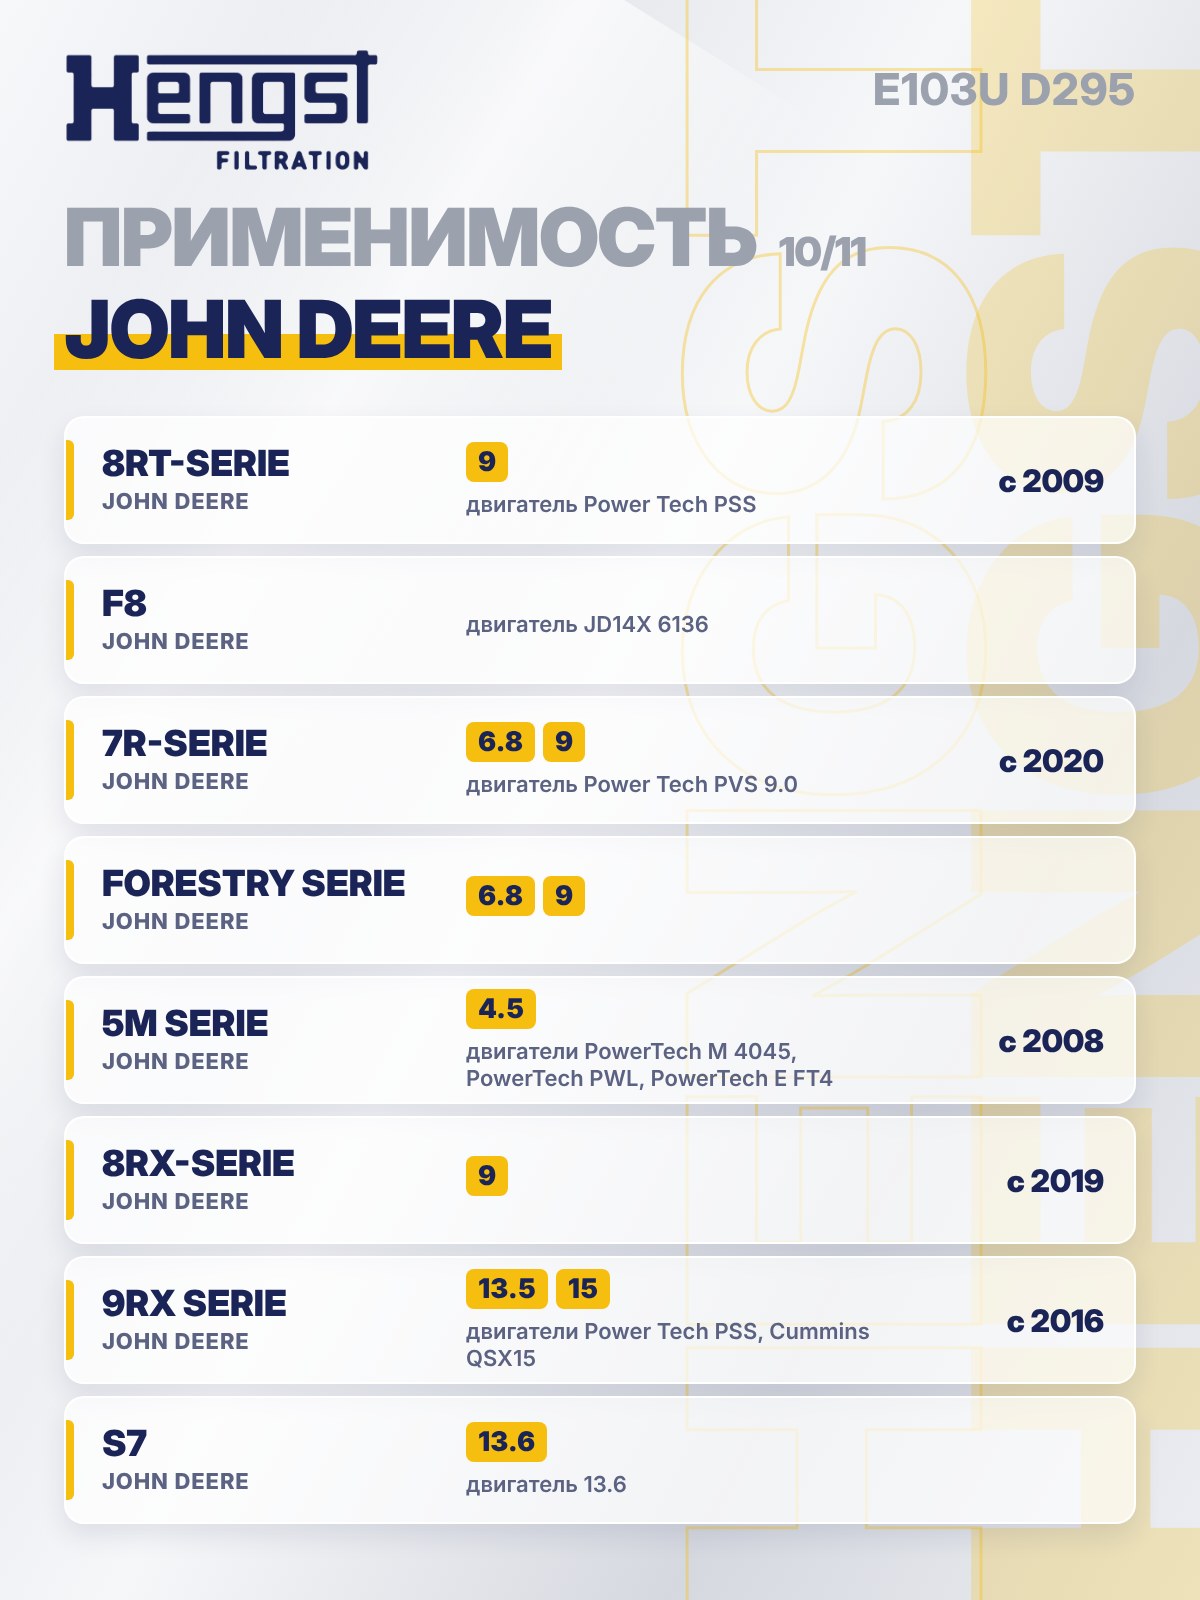 Hengst
FILTRATION
E103U D295
ПРИМЕНИМОСТЬ 10/11
JOHN DEERE
8RT-SERIE
JOHN DEERE
9
двигатель Power Tech PSS
с 2009
F8
JOHN DEERE
двигатель JD14X 6136
7R-SERIE
JOHN DEERE
6.8 9
двигатель Power Tech PVS 9.0
с 2020
FORESTRY SERIE
JOHN DEERE
6.8 9
5M SERIE
JOHN DEERE
4.5
двигатели PowerTech M 4045,
PowerTech PWL, PowerTech E FT4
с 2008
8RX-SERIE
JOHN DEERE
9
с 2019
9RX SERIE
JOHN DEERE
13.5 15
двигатели Power Tech PSS, Cummins
QSX15
с 2016
S7
JOHN DEERE
13.6
двигатель 13.6
HENGST
HENGST